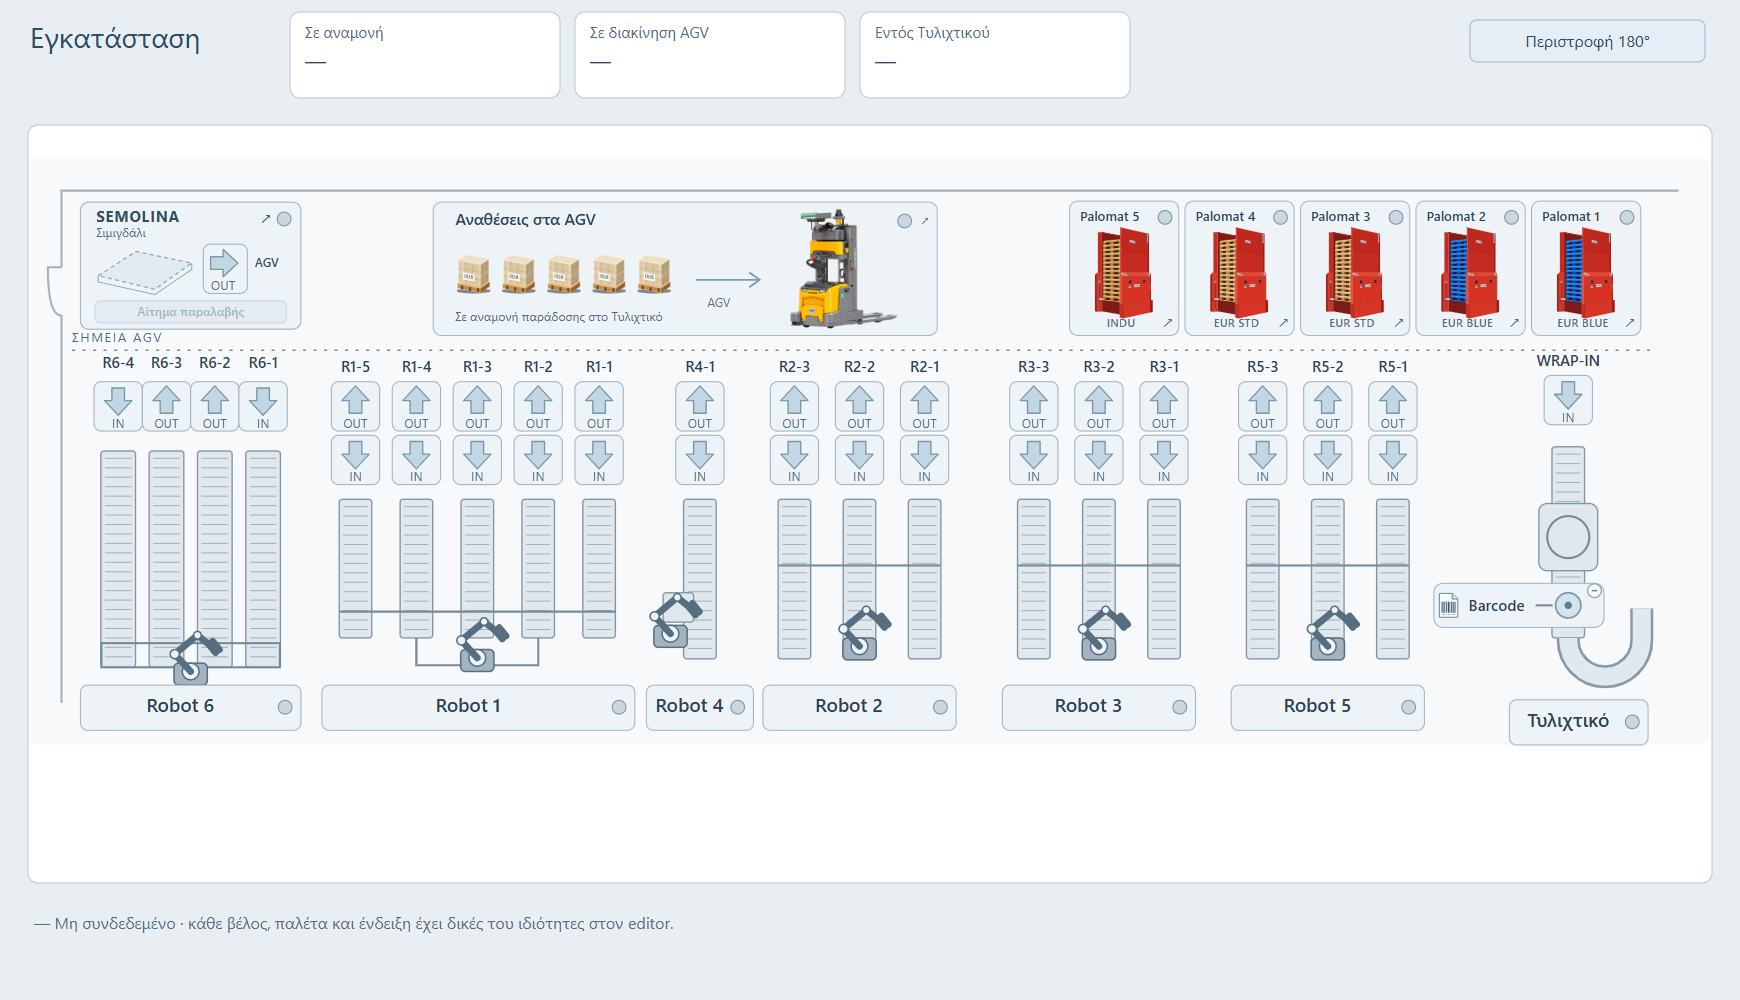 Εγκατάσταση
Σε αναμονή
—
Σε διακίνηση AGV
—
Εντός Τυλιχτικού
—
Περιστροφή 180°
SEMOLINA
Σιμιγδάλι
OUT
AGV
Αίτημα παραλαβής
Αναθέσεις στα AGV
AGV
Σε αναμονή παράδοσης στο Τυλιχτικό
Palomat 5
INDU
Palomat 4
EUR STD
Palomat 3
EUR STD
Palomat 2
EUR BLUE
Palomat 1
EUR BLUE
ΣΗΜΕΙΑ AGV
R6-4 R6-3 R6-2 R6-1
IN OUT OUT IN
R1-5 R1-4 R1-3 R1-2 R1-1
OUT OUT OUT OUT OUT
IN IN IN IN IN
R4-1
OUT
IN
R2-3 R2-2 R2-1
OUT OUT OUT
IN IN IN
R3-3 R3-2 R3-1
OUT OUT OUT
IN IN IN
R5-3 R5-2 R5-1
OUT OUT OUT
IN IN IN
WRAP-IN
IN
Barcode
Robot 6
Robot 1
Robot 4
Robot 2
Robot 3
Robot 5
Τυλιχτικό
— Μη συνδεδεμένο · κάθε βέλος, παλέτα και ένδειξη έχει δικές του ιδιότητες στον editor.